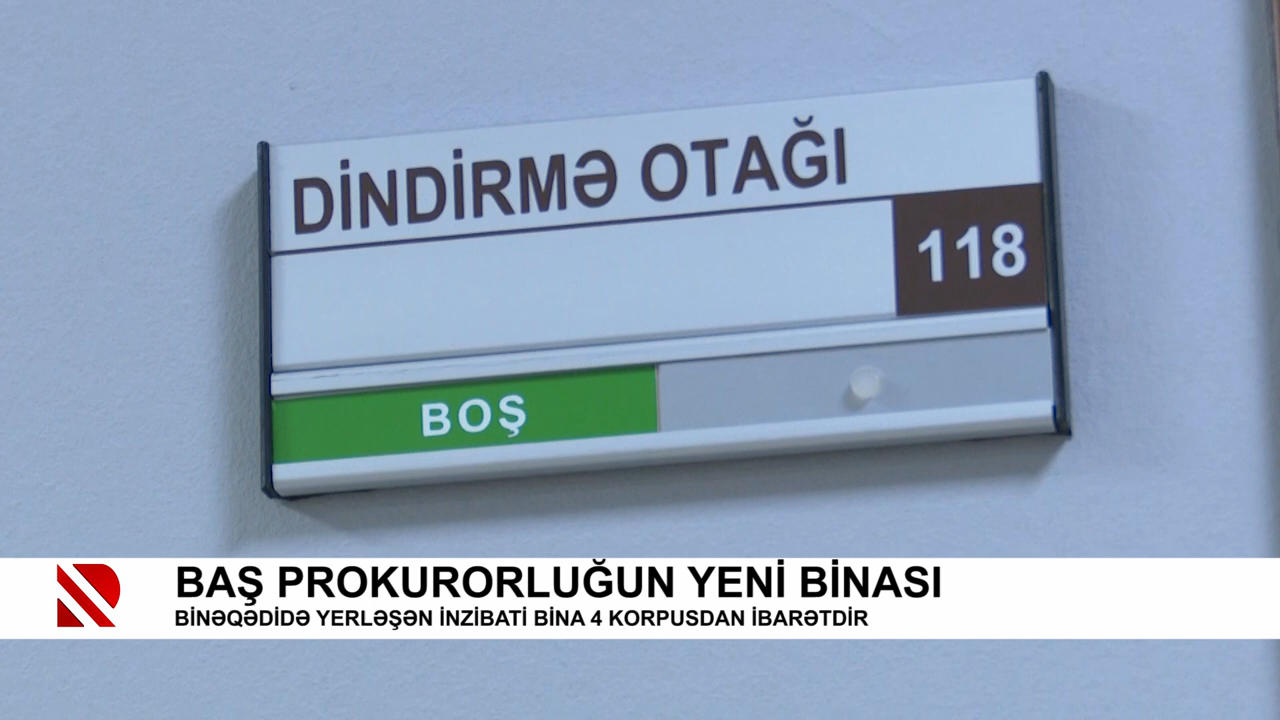 DİNDİRMƏ OTAĞI
118
BOŞ
BAŞ PROKURORLUĞUN YENİ BİNASI
BİNƏQƏDİDƏ YERLƏŞƏN İNZİBATİ BİNA 4 KORPUSDAN İBARƏTDİR